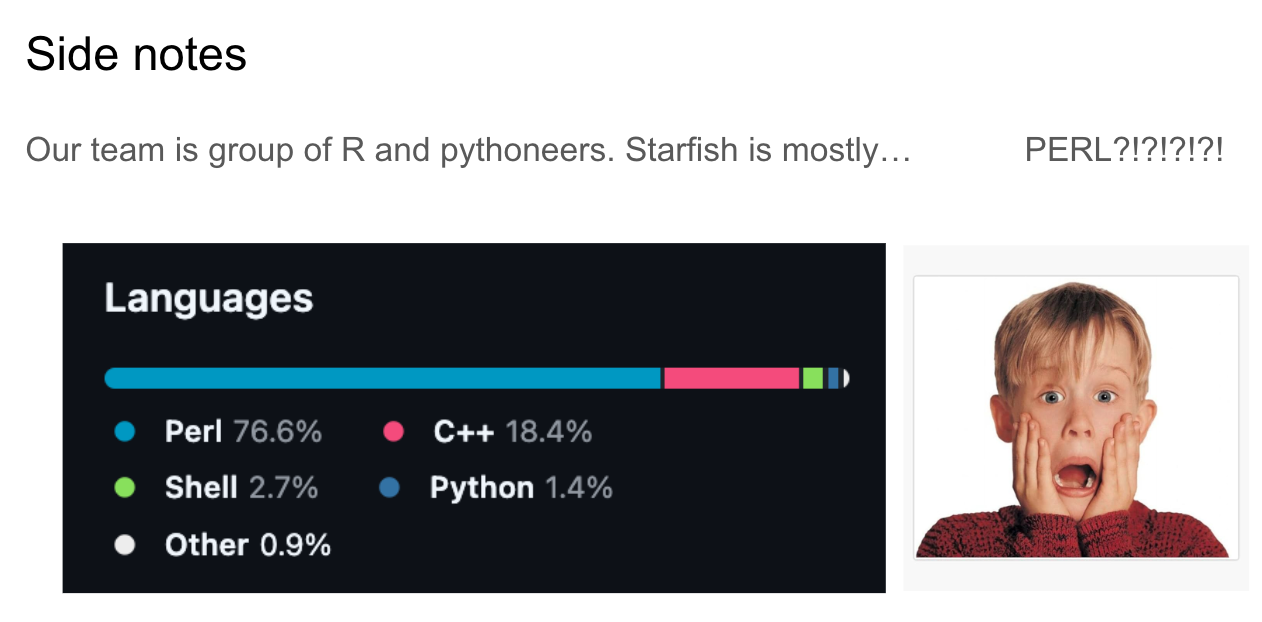 Side notes
Our team is group of R and pythoneers. Starfish is mostly… PERL?!?!?!?!
Languages
Perl 76.6% C++ 18.4%
Shell 2.7% Python 1.4%
Other 0.9%